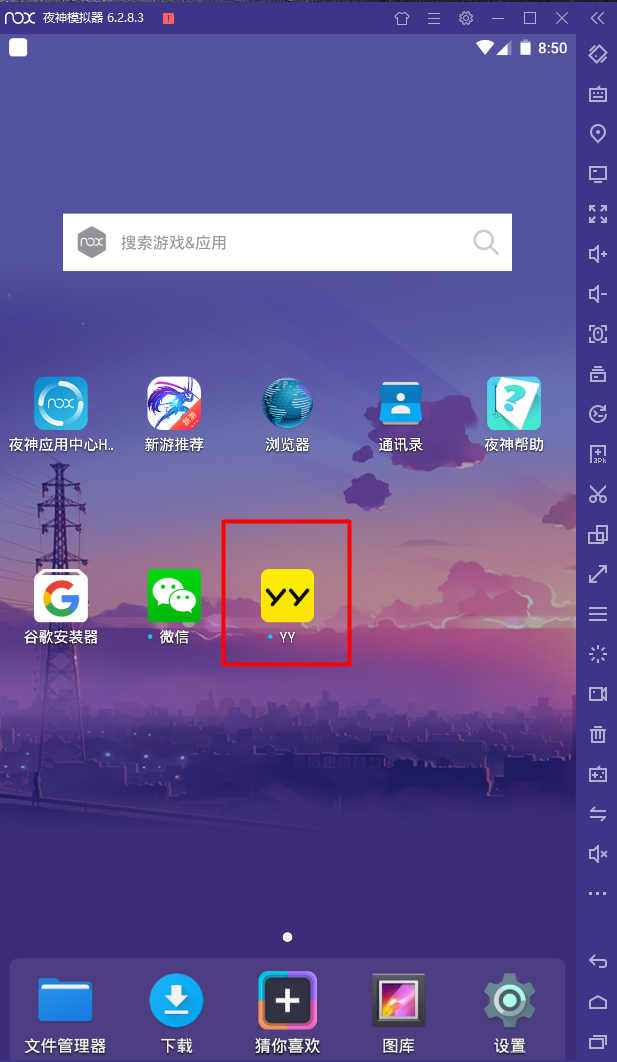 nox 夜神模拟器 6.2.8.3
8:50
nox 搜索游戏&应用
nox
新游
夜神应用中心H..
新游推荐
浏览器
通讯录
夜神帮助
G
YY
谷歌安装器
微信
YY
文件管理器
下载
猜你喜欢
图库
设置